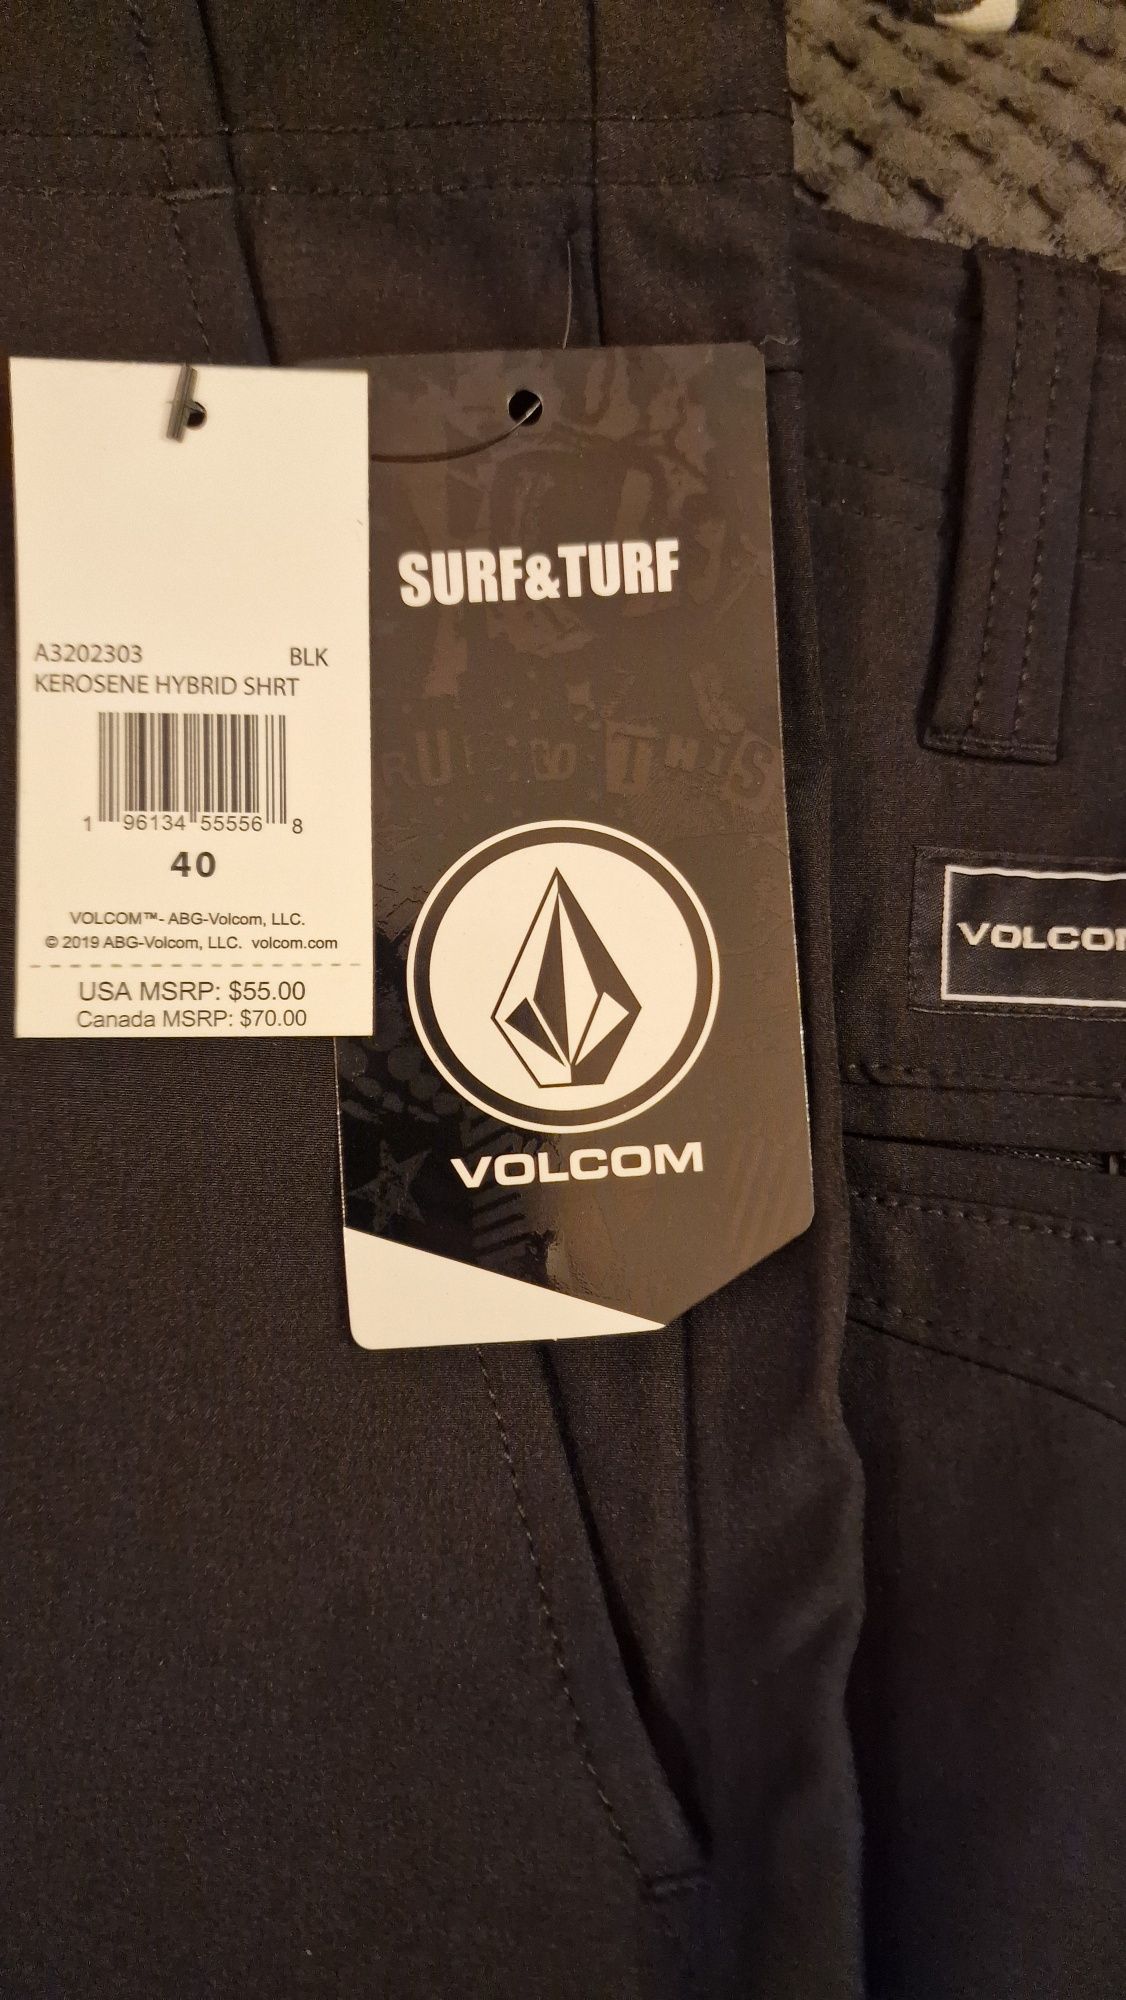 A3202303 BLK
KEROSENE HYBRID SHRT
1 96134 55556 8
40
VOLCOM™- ABG-Volcom, LLC.
© 2019 ABG-Volcom, LLC. volcom.com
USA MSRP: $55.00
Canada MSRP: $70.00
SURF&TURF
THIS
VOLCOM